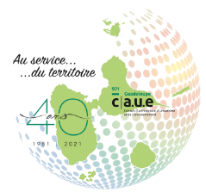 Au service...
...du territoire
971 Guadeloupe
c a.u.e
40
ans
1981 2021